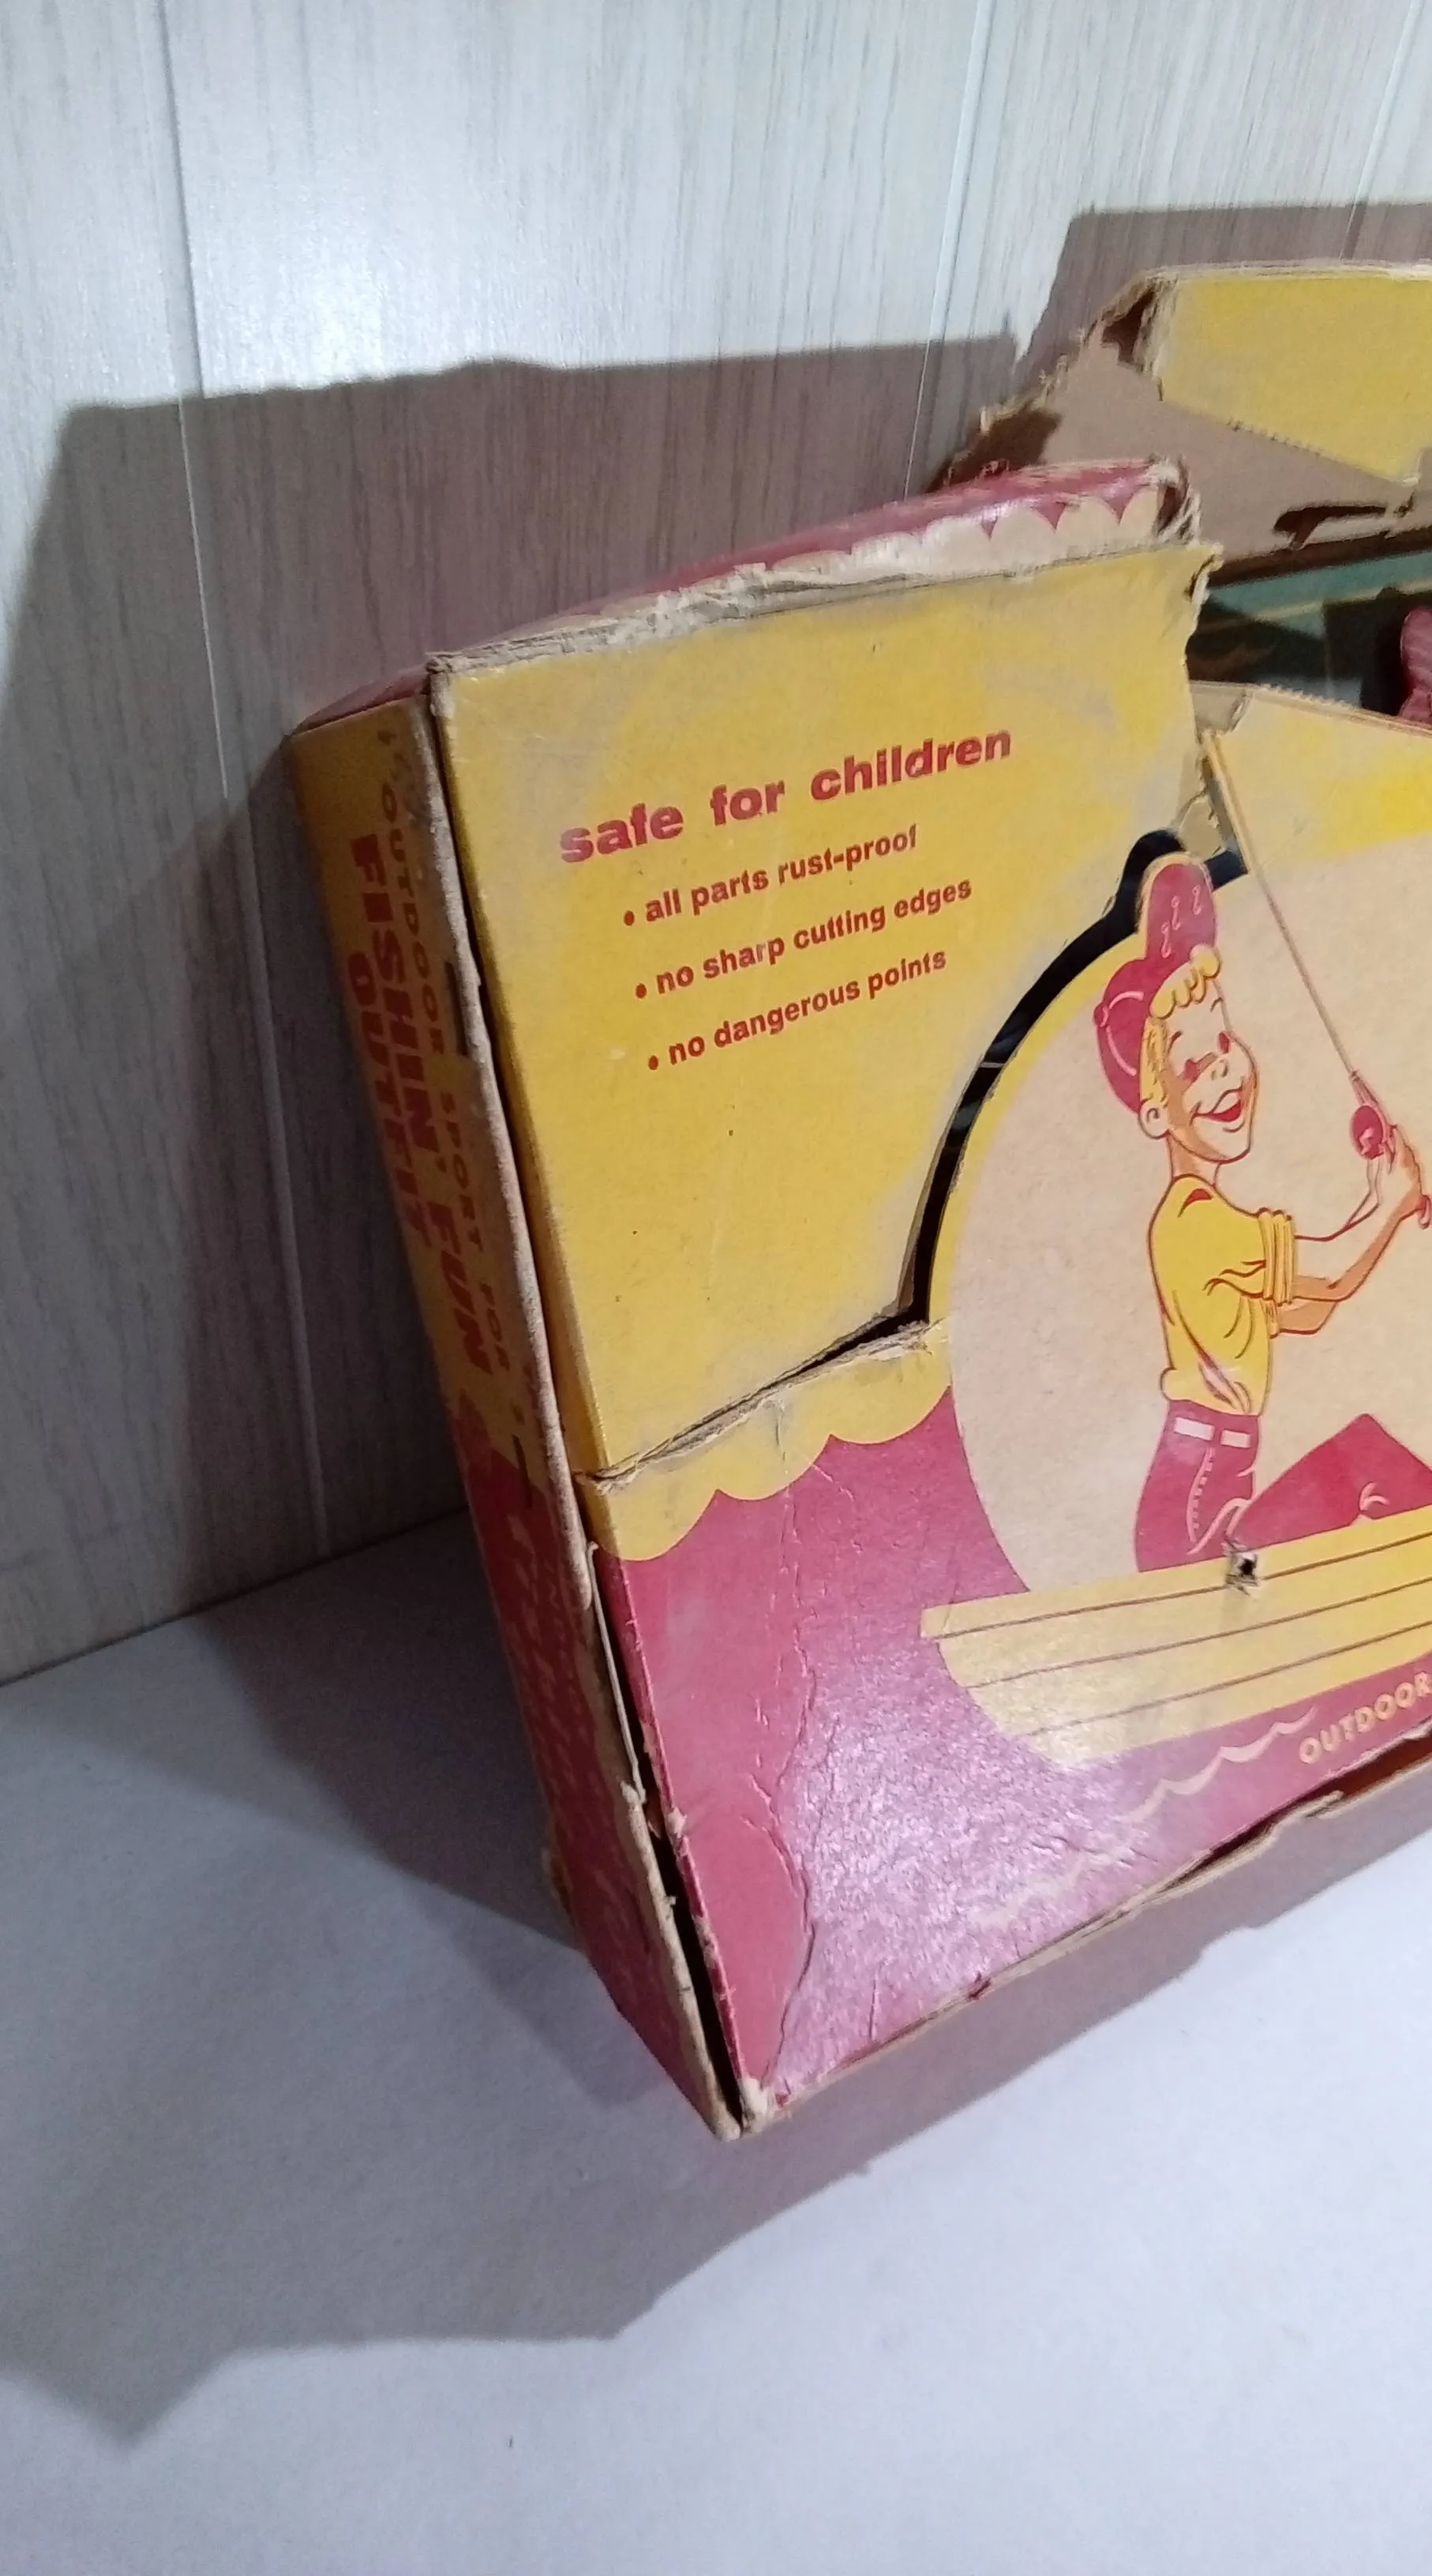 safe for children
• all parts rust-proof
• no sharp cutting edges
• no dangerous points
OUTDOOR
OUTDOOR SPORT FOR
FISHIN' FUN
OUTFIT